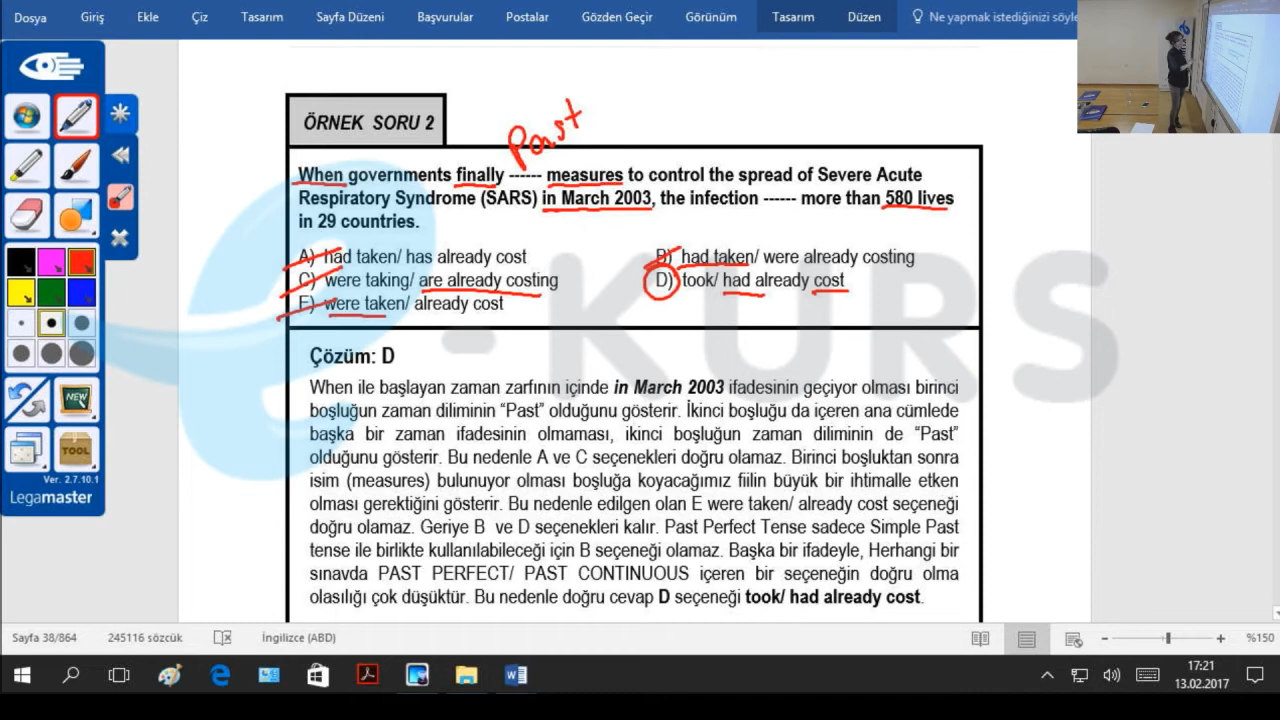 Dosya Giriş Ekle Çiz Tasarım Sayfa Düzeni Başvurular Postalar Gözden Geçir Görünüm Tasarım Düzen Ne yapmak istediğinizi söyle
ÖRNEK SORU 2
Past
When governments finally ------ measures to control the spread of Severe Acute
Respiratory Syndrome (SARS) in March 2003, the infection ------ more than 580 lives
in 29 countries.
A) had taken/ has already cost B) had taken/ were already costing
C) were taking/ are already costing D) took/ had already cost
E) were taken/ already cost
Çözüm: D
When ile başlayan zaman zarfının içinde in March 2003 ifadesinin geçiyor olması birinci
boşluğun zaman diliminin “Past” olduğunu gösterir. İkinci boşluğu da içeren ana cümlede
başka bir zaman ifadesinin olmaması, ikinci boşluğun zaman diliminin de “Past”
olduğunu gösterir. Bu nedenle A ve C seçenekleri doğru olamaz. Birinci boşluktan sonra
isim (measures) bulunuyor olması boşluğa koyacağımız fiilin büyük bir ihtimalle etken
olması gerektiğini gösterir. Bu nedenle edilgen olan E were taken/ already cost seçeneği
doğru olamaz. Geriye B ve D seçenekleri kalır. Past Perfect Tense sadece Simple Past
tense ile birlikte kullanılabileceği için B seçeneği olamaz. Başka bir ifadeyle, Herhangi bir
sınavda PAST PERFECT/ PAST CONTINUOUS içeren bir seçeneğin doğru olma
olasılığı çok düşüktür. Bu nedenle doğru cevap D seçeneği took/ had already cost.
e-KURS
NEW
TOOL
Ver. 2.7.10.1
Legamaster
Sayfa 38/864 245116 sözcük İngilizce (ABD) %150
17:21
13.02.2017